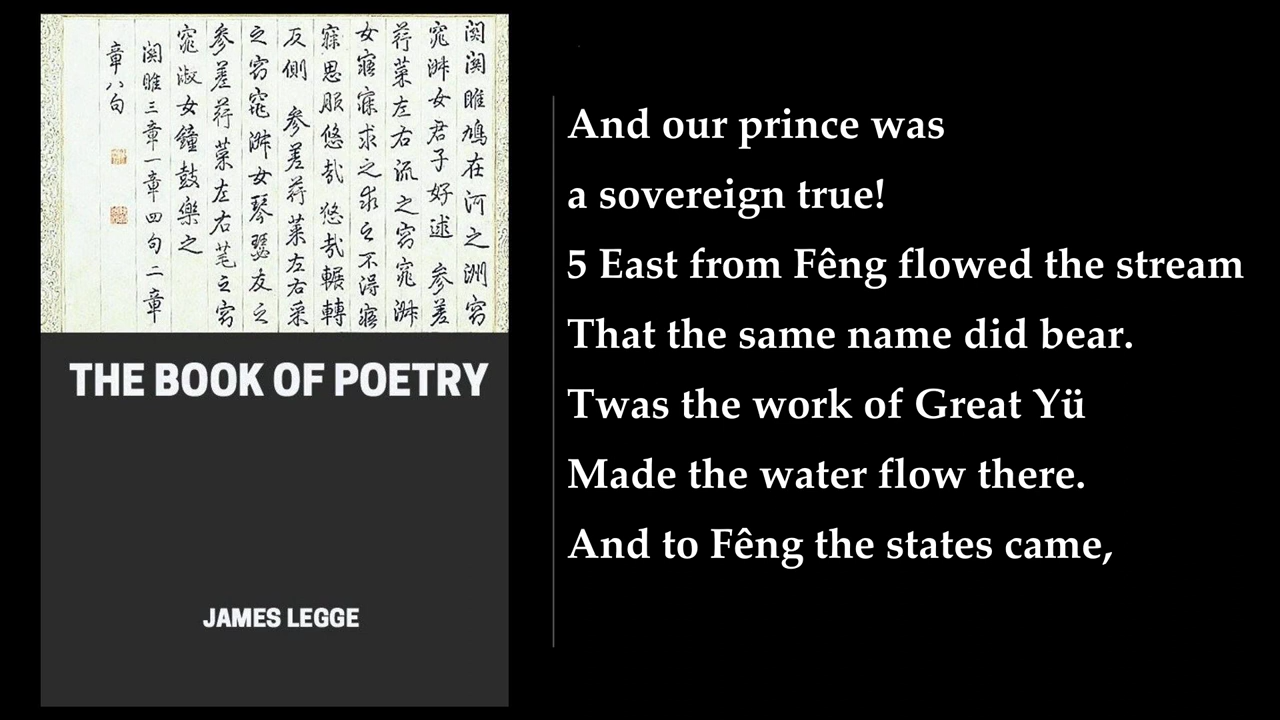 關關雎鳩在河之洲窈
窕淑女君子好逑 參差
荇菜左右流之窈窕淑
女寤寐求之求之不得寤
寐思服悠哉悠哉輾轉
反側 參差荇菜左右采
之窈窕淑女琴瑟友之
參差荇菜左右芼之窈
窕淑女鐘鼓樂之
關雎三章一章四句二章
章八句
THE BOOK OF POETRY
JAMES LEGGE
And our prince was
a sovereign true!
5 East from Fêng flowed the stream
That the same name did bear.
Twas the work of Great Yü
Made the water flow there.
And to Fêng the states came,